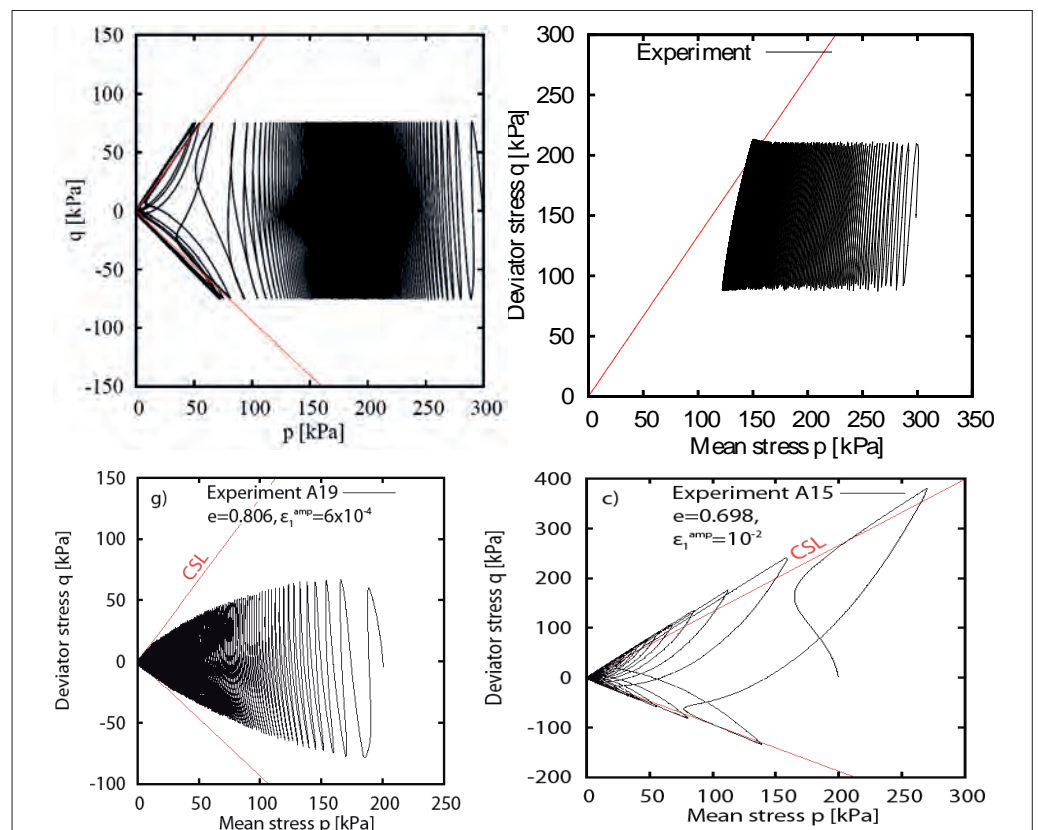 150
100
50
0
-50
-100
-150
q [kPa]
0 50 100 150 200 250 300
p [kPa]
300
250
200
150
100
50
0
Experiment
Deviator stress q [kPa]
0 50 100 150 200 250 300 350
Mean stress p [kPa]
150
100
50
0
-50
-100
g) Experiment A19
e=0.806, ε₁ᵃᵐᵖ=6x10⁻⁴
CSL
Deviator stress q [kPa]
0 50 100 150 200 250
Mean stress p [kPa]
400
300
200
100
0
-100
-200
c) Experiment A15
e=0.698,
ε₁ᵃᵐᵖ=10⁻²
CSL
Deviator stress q [kPa]
0 50 100 150 200 250 300
Mean stress p [kPa]